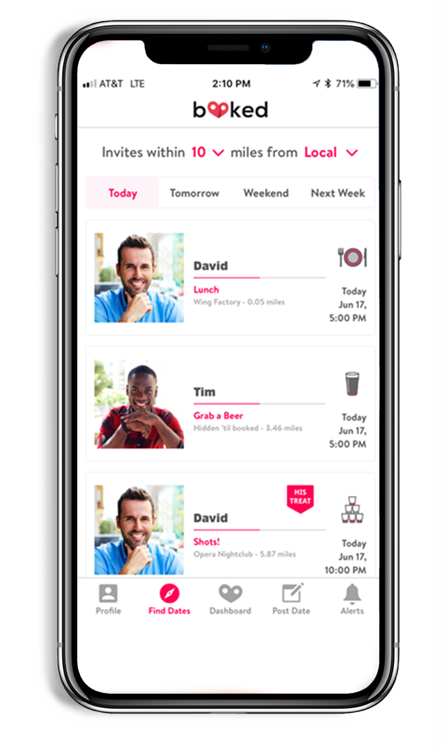 AT&T LTE 2:10 PM 71%
booked
Invites within 10 miles from Local
Today Tomorrow Weekend Next Week
David
Lunch
Wing Factory - 0.05 miles
Today
Jun 17,
5:00 PM
Tim
Grab a Beer
Hidden 'til booked - 3.46 miles
Today
Jun 17,
5:00 PM
HIS
TREAT
David
Shots!
Opera Nightclub - 5.87 miles
Today
Jun 17,
10:00 PM
Profile Find Dates Dashboard Post Date Alerts